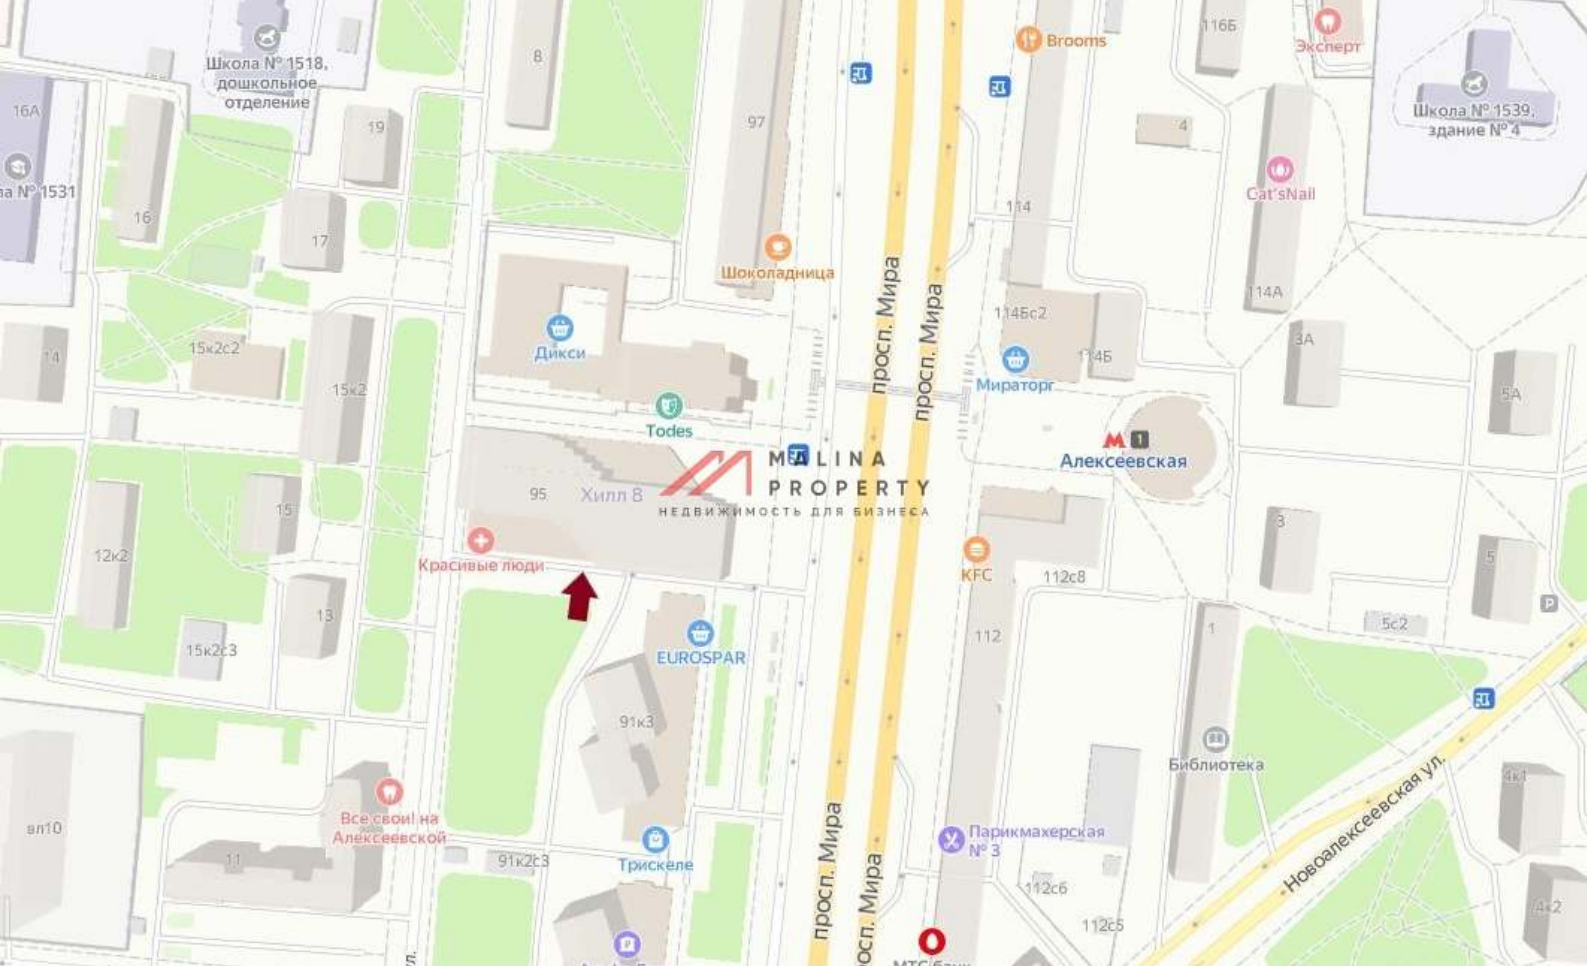 116Б
Эксперт
Brooms
8
Школа № 1518,
дошкольное
отделение
16А
19
97
4
Школа № 1539,
здание № 4
№ 1531
Cat'sNail
16
17
114
Шоколадница
просп. Мира
просп. Мира
114А
114Бс2
Дикси
15к2с2
14
3А
114Б
Мираторг
15к2
5А
Todes
1
Алексеевская
MALINA
PROPERTY
НЕДВИЖИМОСТЬ ДЛЯ БИЗНЕСА
95
Хилл 8
15
3
12к2
Красивые люди
KFC
112с8
5
P
13
1
5с2
112
15к2с3
EUROSPAR
91к3
Библиотека
4к1
Все свои! на
Алексеевской
вл10
11
91к2с3
Трискеле
просп. Мира
просп. Мира
Парикмахерская
№ 3
Новоалексеевская ул.
112с6
112с5
4к2
ул.